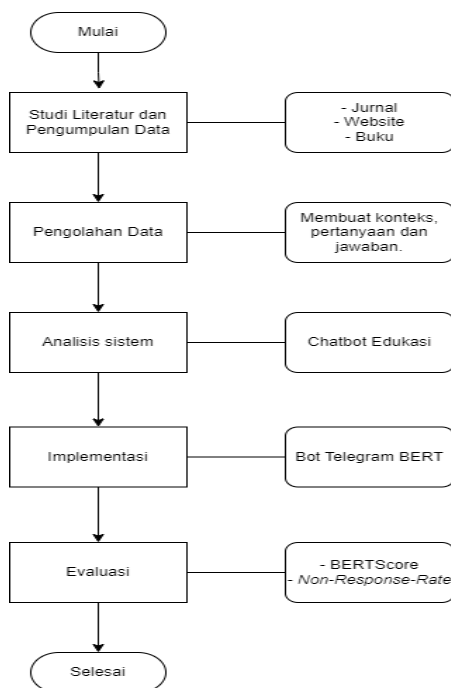 Mulai
Studi Literatur dan
Pengumpulan Data
- Jurnal
- Website
- Buku
Pengolahan Data
Membuat konteks,
pertanyaan dan
jawaban.
Analisis sistem
Chatbot Edukasi
Implementasi
Bot Telegram BERT
Evaluasi
- BERTScore
- Non-Response-Rate
Selesai